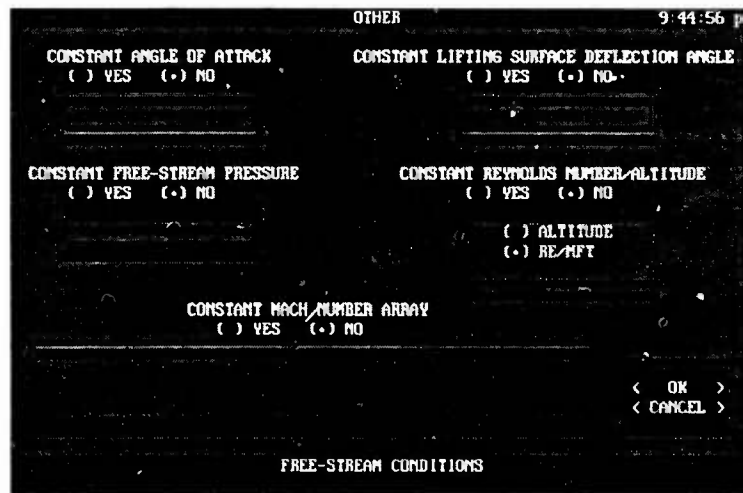 OTHER 9:44:56 p
CONSTANT ANGLE OF ATTACK CONSTANT LIFTING SURFACE DEFLECTION ANGLE
( ) YES (•) NO ( ) YES (•) NO
CONSTANT FREE-STREAM PRESSURE CONSTANT REYNOLDS NUMBER/ALTITUDE
( ) YES (•) NO ( ) YES (•) NO
( ) ALTITUDE
(•) RE/MFT
CONSTANT MACH/NUMBER ARRAY
( ) YES (•) NO
< OK >
< CANCEL >
FREE-STREAM CONDITIONS